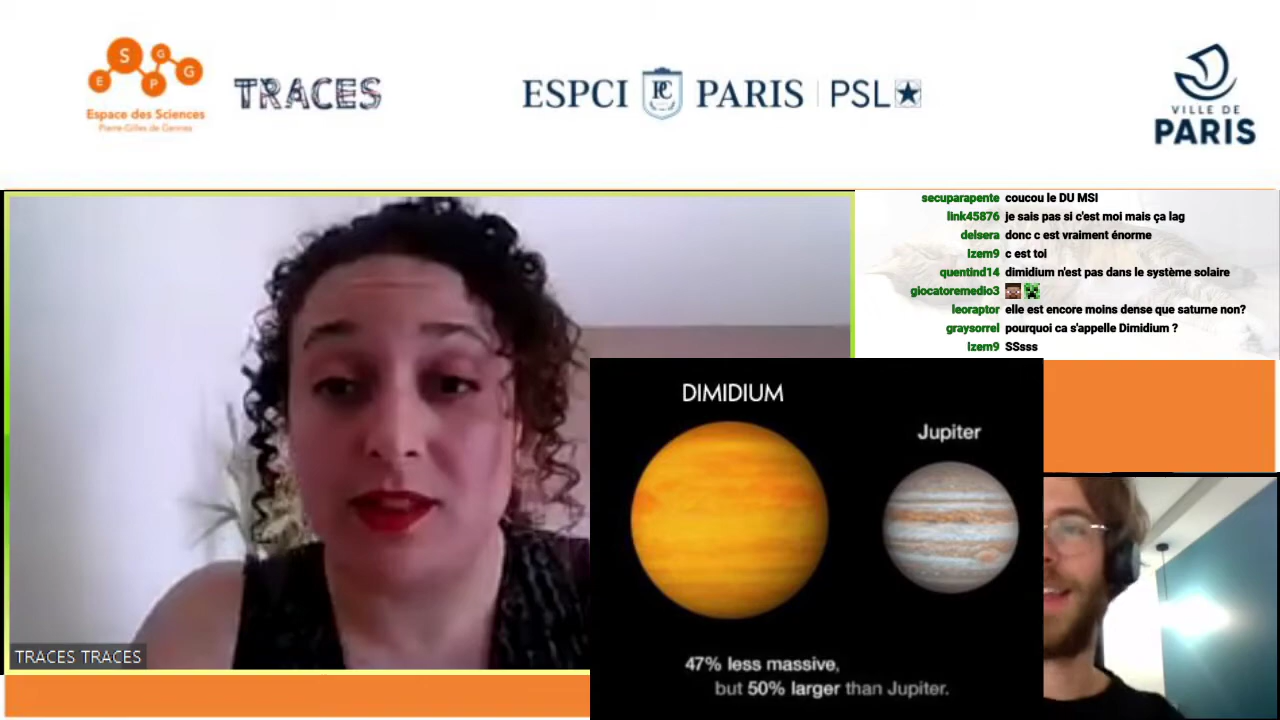 E S G P G
Espace des Sciences
Pierre-Gilles de Gennes
TRACES
ESPCI PC PARIS | PSL
VILLE DE
PARIS
secuparapente coucou le DU MSI
link45876 je sais pas si c'est moi mais ça lag
delsera donc c est vraiment énorme
lzem9 c est toi
quentind14 dimidium n'est pas dans le système solaire
giocatoremedio3
leoraptor elle est encore moins dense que saturne non?
graysorrel pourquoi ca s'appelle Dimidium ?
lzem9 SSsss
DIMIDIUM
Jupiter
47% less massive,
but 50% larger than Jupiter.
TRACES TRACES